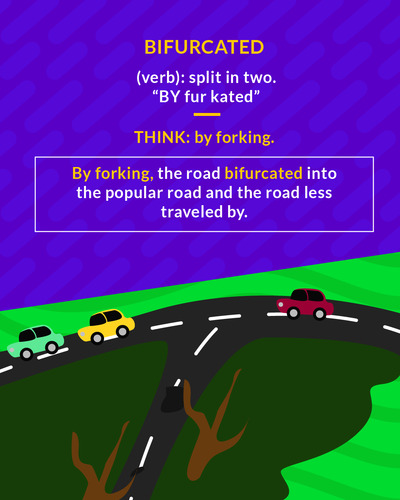 BIFURCATED
(verb): split in two.
“BY fur kated”
THINK: by forking.
By forking, the road bifurcated into
the popular road and the road less
traveled by.